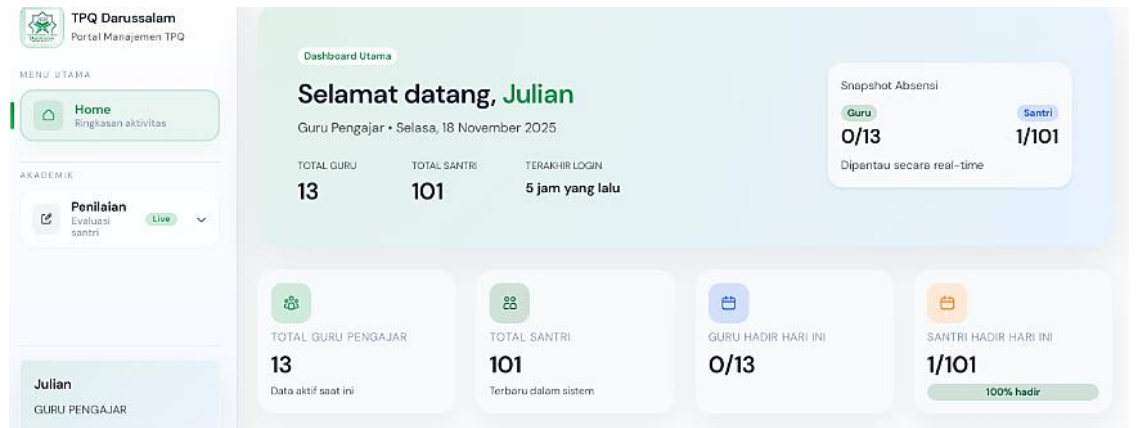 TPQ Darussalam
Portal Manajemen TPQ
MENU UTAMA
Home
Ringkasan aktivitas
AKADEMIK
Penilaian
Evaluasi
santri
Live
Julian
GURU PENGAJAR
Dashboard Utama
Selamat datang, Julian
Guru Pengajar • Selasa, 18 November 2025
TOTAL GURU
13
TOTAL SANTRI
101
TERAKHIR LOGIN
5 jam yang lalu
Snapshot Absensi
Guru
0/13
Santri
1/101
Dipantau secara real-time
TOTAL GURU PENGAJAR
13
Data aktif saat ini
TOTAL SANTRI
101
Terbaru dalam sistem
GURU HADIR HARI INI
0/13
SANTRI HADIR HARI INI
1/101
100% hadir